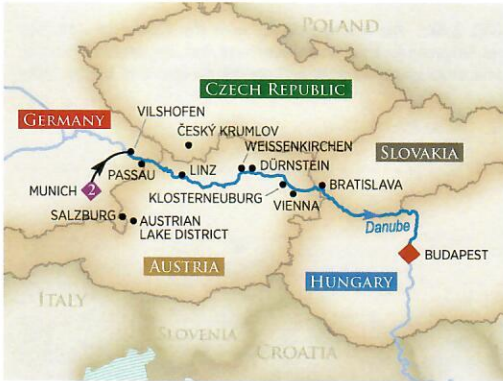 POLAND
CZECH REPUBLIC
GERMANY
VILSHOFEN
ČESKÝ KRUMLOV
WEISSENKIRCHEN
SLOVAKIA
PASSAU
LINZ
DÜRNSTEIN
MUNICH 2
KLOSTERNEUBURG
BRATISLAVA
VIENNA
SALZBURG
AUSTRIAN
LAKE DISTRICT
Danube
BUDAPEST
AUSTRIA
HUNGARY
ITALY
SLOVENIA
CROATIA